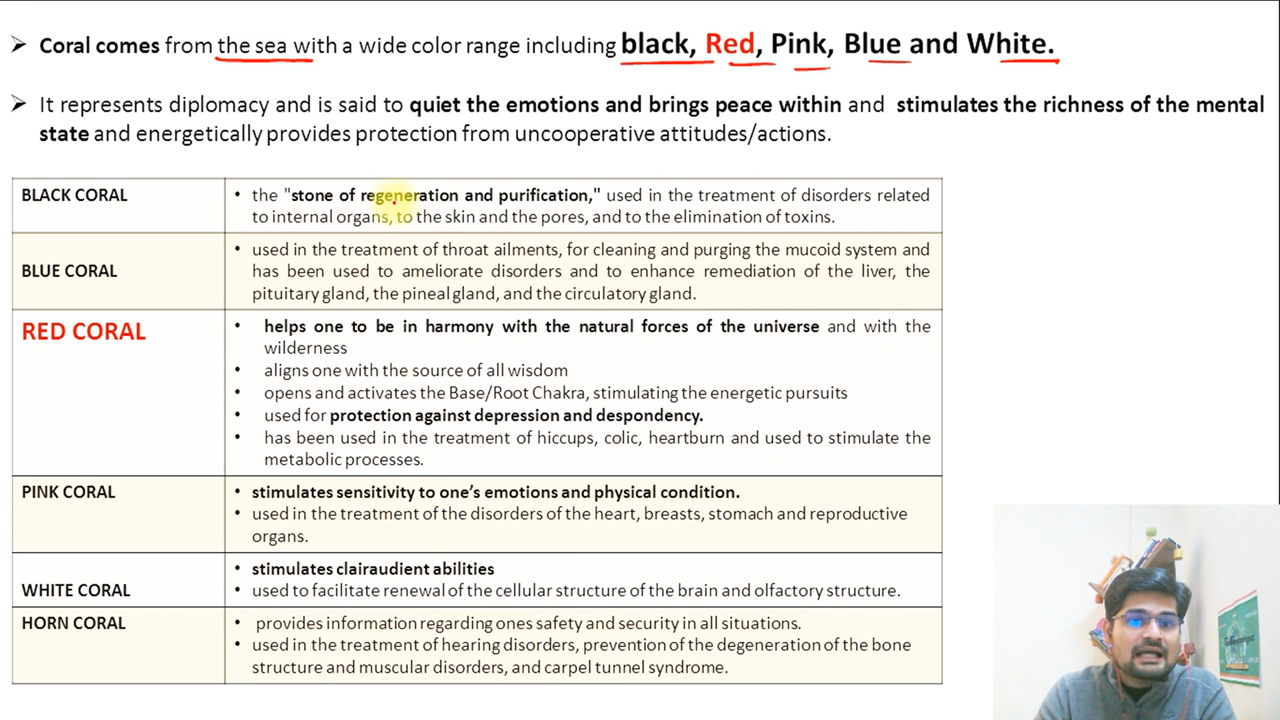 ➢ Coral comes from the sea with a wide color range including black, Red, Pink, Blue and White.
➢ It represents diplomacy and is said to quiet the emotions and brings peace within and stimulates the richness of the mental
state and energetically provides protection from uncooperative attitudes/actions.
BLACK CORAL
• the "stone of regeneration and purification," used in the treatment of disorders related
to internal organs, to the skin and the pores, and to the elimination of toxins.
BLUE CORAL
• used in the treatment of throat ailments, for cleaning and purging the mucoid system and
has been used to ameliorate disorders and to enhance remediation of the liver, the
pituitary gland, the pineal gland, and the circulatory gland.
RED CORAL
• helps one to be in harmony with the natural forces of the universe and with the
wilderness
• aligns one with the source of all wisdom
• opens and activates the Base/Root Chakra, stimulating the energetic pursuits
• used for protection against depression and despondency.
• has been used in the treatment of hiccups, colic, heartburn and used to stimulate the
metabolic processes.
PINK CORAL
• stimulates sensitivity to one's emotions and physical condition.
• used in the treatment of the disorders of the heart, breasts, stomach and reproductive
organs.
WHITE CORAL
• stimulates clairaudient abilities
• used to facilitate renewal of the cellular structure of the brain and olfactory structure.
HORN CORAL
• provides information regarding ones safety and security in all situations.
• used in the treatment of hearing disorders, prevention of the degeneration of the bone
structure and muscular disorders, and carpel tunnel syndrome.